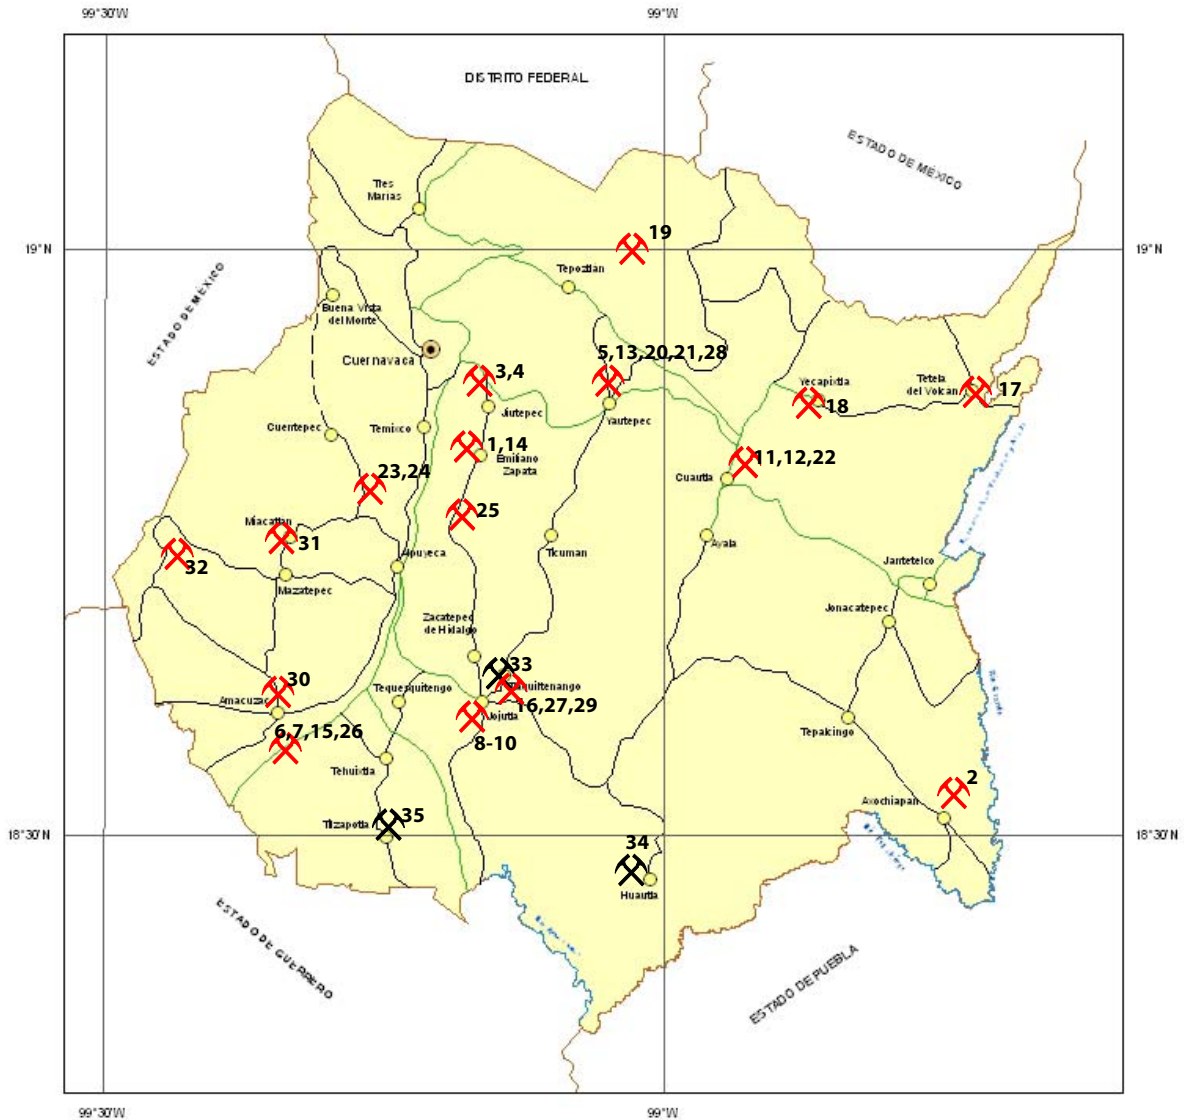 99°30'W
99°W
DISTRITO FEDERAL
ESTADO DE MÉXICO
Tres
Marías
19
19°N
19°N
Tepoztlan
ESTADO DE MÉXICO
Buena Vista
del Monte
Cuernavaca
5,13,20,21,28
3,4
Yecapixtla
Tetela
del Volcan
17
18
Jiutepec
Yautepec
Cuentepec
Temixco
1,14
Emiliano
Zapata
11,12,22
Cuautla
23,24
25
Miacatlan
31
Ticuman
Ayala
32
Alpuyeca
Jantetelco
Mazatepec
Jonacatepec
Zacatepec
de Hidalgo
33
30
Tequesquitengo
16,27,29
Amacuzac
Jojutla
6,7,15,26
8-10
Tepalcingo
Tehuixtla
2
Axochiapan
35
Tilzapotla
18°30'N
18°30'N
34
Huautla
ESTADO DE GUERRERO
ESTADO DE PUEBLA
99°30'W
99°W